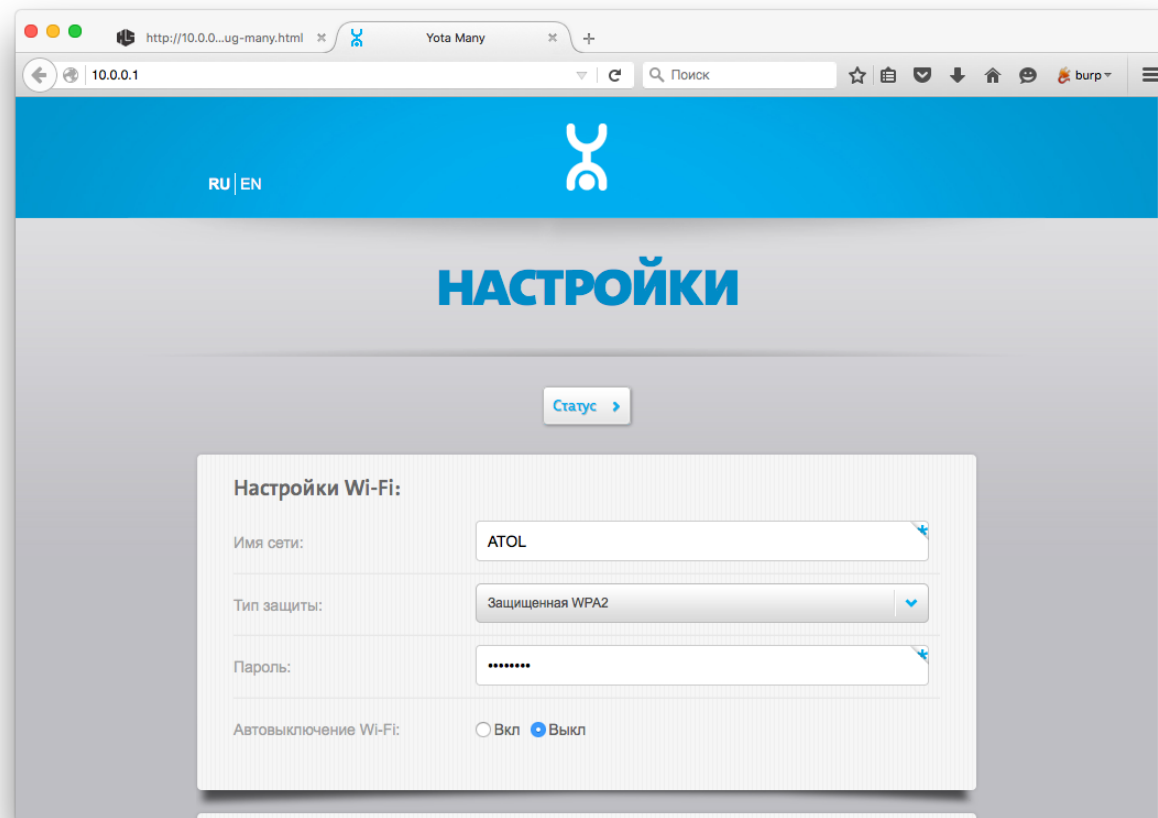 http://10.0.0...ug-many.html
Yota Many
10.0.0.1
Поиск
burp
RU EN
НАСТРОЙКИ
Статус
Настройки Wi-Fi:
Имя сети: ATOL
Тип защиты: Защищенная WPA2
Пароль: ••••••••
Автовыключение Wi-Fi: Вкл Выкл